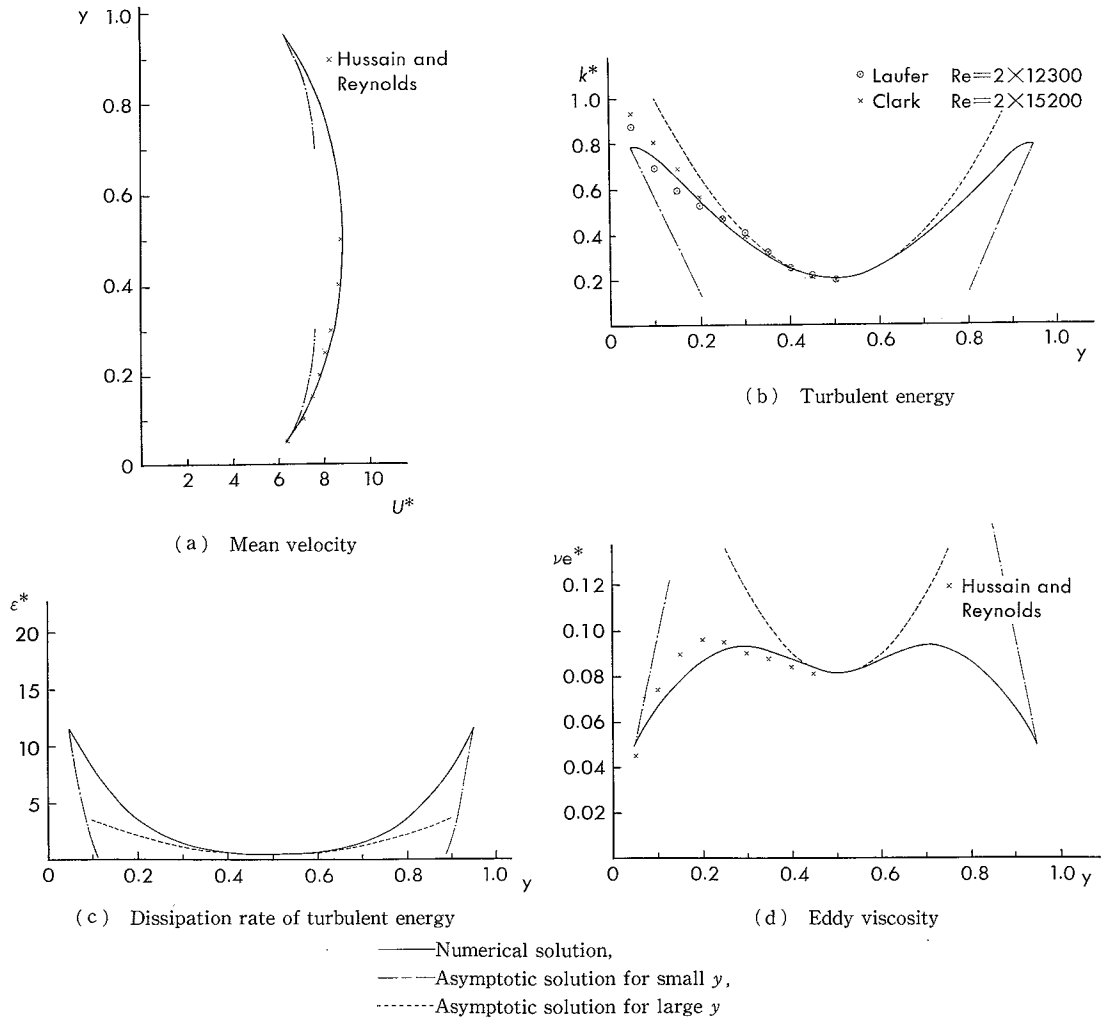 y
1.0
0.8
0.6
0.4
0.2
0
2 4 6 8 10
U*
× Hussain and
Reynolds
(a) Mean velocity
k*
1.0
0.8
0.6
0.4
0.2
0 0.2 0.4 0.6 0.8 1.0
y
⊙ Laufer Re=2×12300
× Clark Re=2×15200
(b) Turbulent energy
ε*
20
15
10
5
0 0.2 0.4 0.6 0.8 1.0 y
(c) Dissipation rate of turbulent energy
νe*
0.12
0.10
0.08
0.06
0.04
0.02
0 0.2 0.4 0.6 0.8 1.0 y
× Hussain and
Reynolds
(d) Eddy viscosity
Numerical solution,
Asymptotic solution for small y,
Asymptotic solution for large y